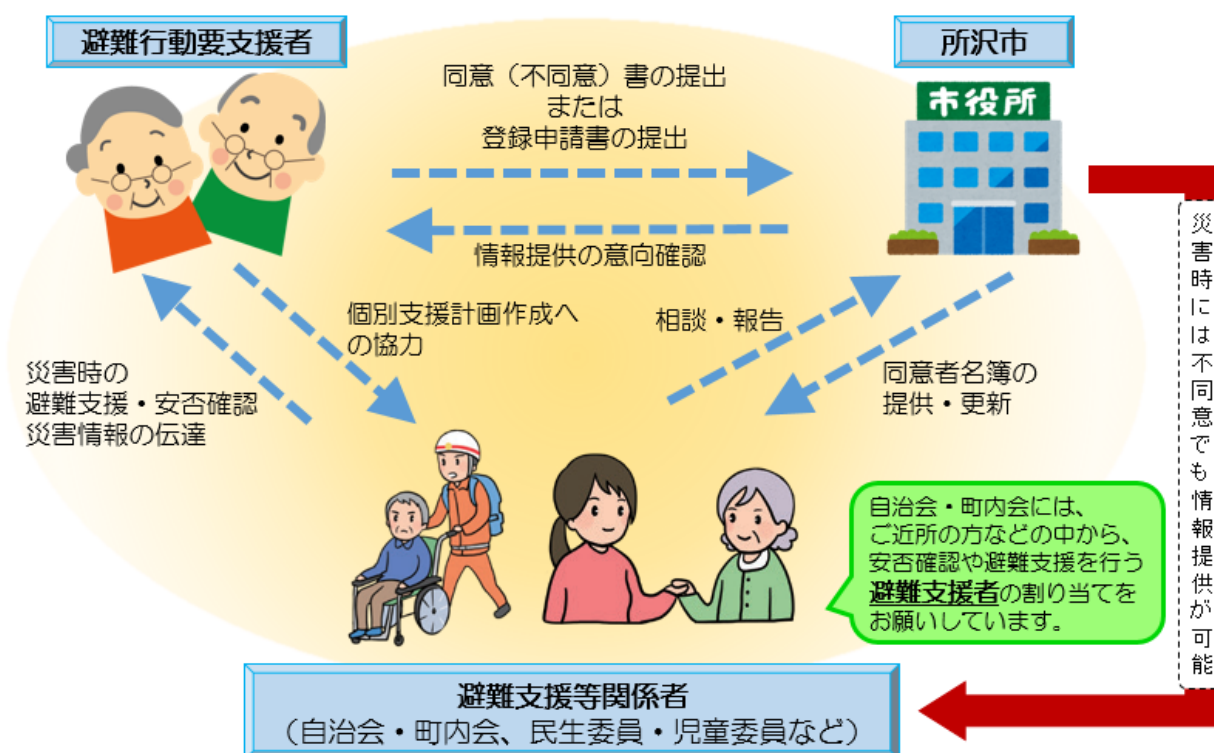 避難行動要支援者
所沢市
同意（不同意）書の提出
または
登録申請書の提出
市役所
情報提供の意向確認
個別支援計画作成へ
の協力
相談・報告
災害時の
避難支援・安否確認
災害情報の伝達
同意者名簿の
提供・更新
災害時には不同意でも情報提供が可能
自治会・町内会には、
ご近所の方などの中から、
安否確認や避難支援を行う
避難支援者の割り当てを
お願いしています。
避難支援等関係者
（自治会・町内会、民生委員・児童委員など）